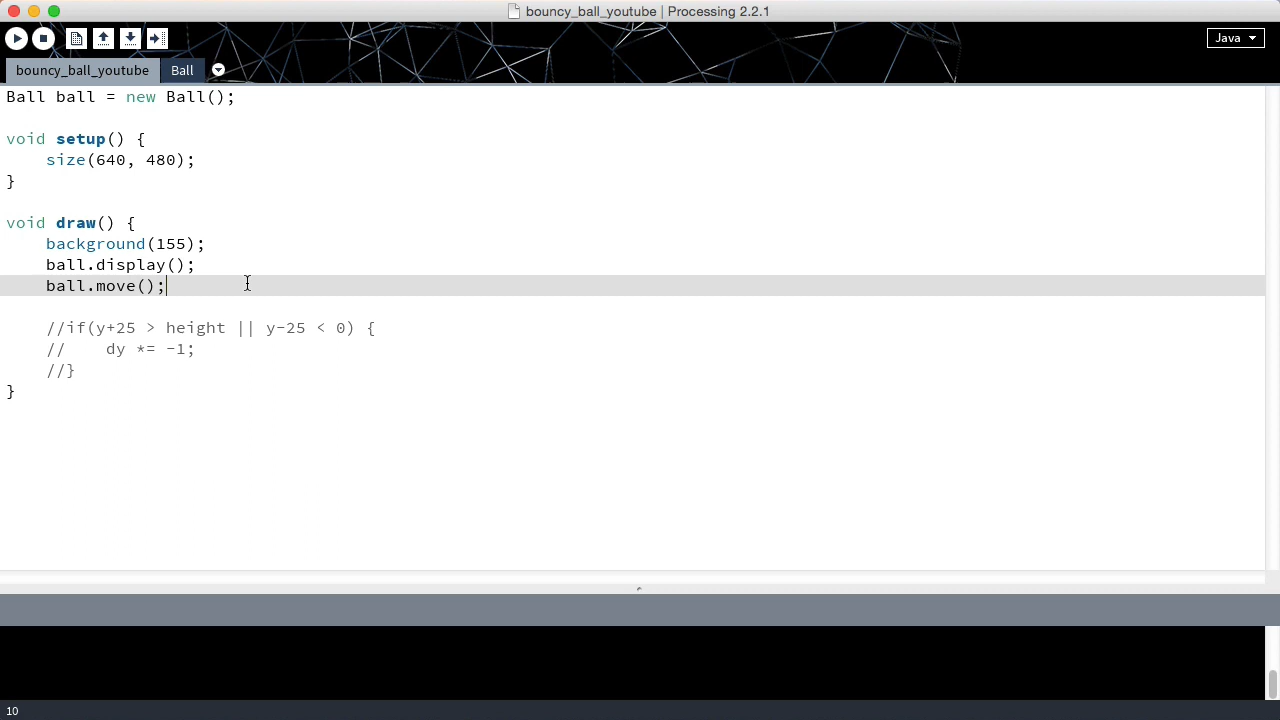 bouncy_ball_youtube | Processing 2.2.1
Java
bouncy_ball_youtube Ball
Ball ball = new Ball();
void setup() {
size(640, 480);
}
void draw() {
background(155);
ball.display();
ball.move();
//if(y+25 > height || y-25 < 0) {
//    dy *= -1;
//}
}
10